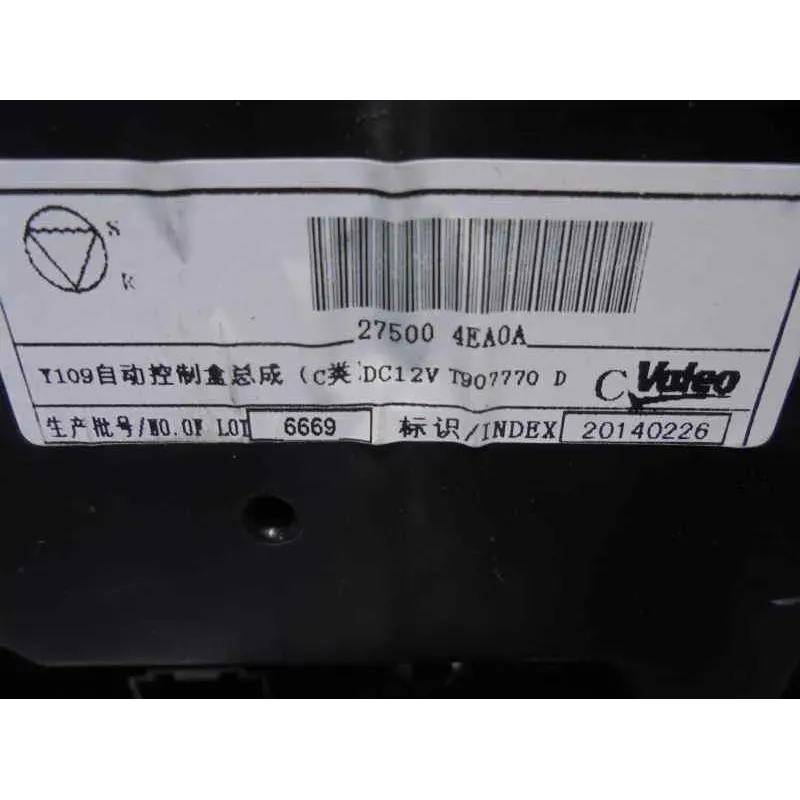 S
K
27500 4EA0A
Y109自动控制盒总成 (C类 DC12V T907770 D C Valeo
生产批号/NO.OF LOT 6669 标识/INDEX 20140226